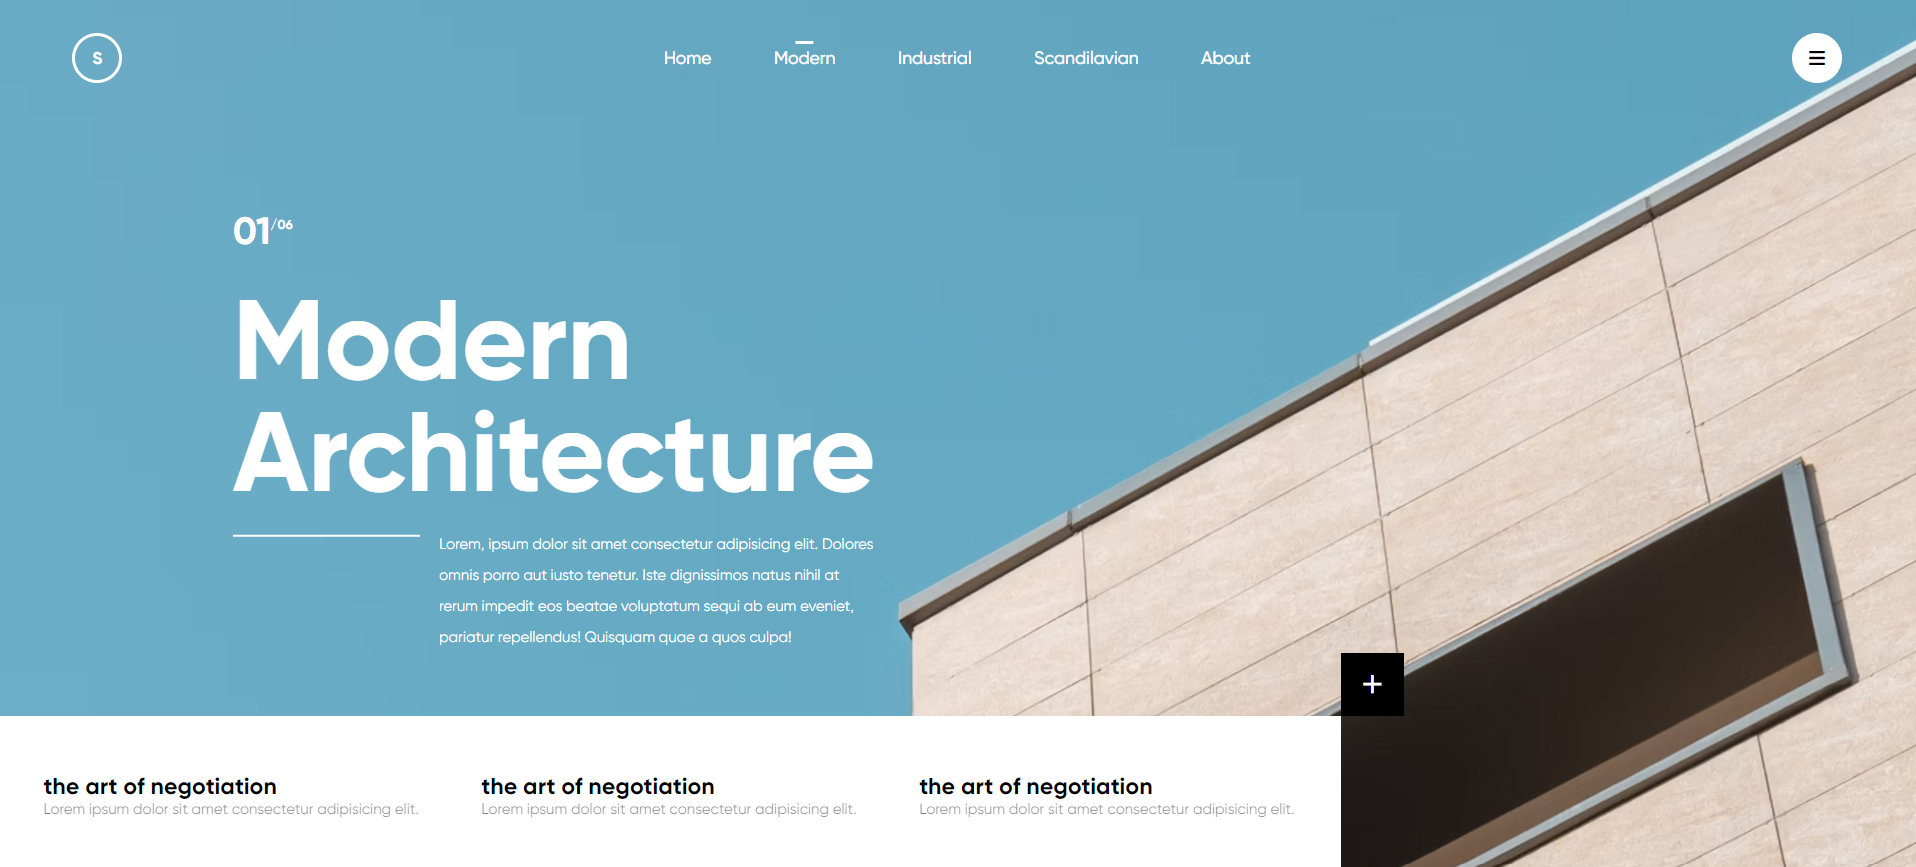 S
Home Modern Industrial Scandilavian About
01/06
Modern
Architecture
Lorem, ipsum dolor sit amet consectetur adipisicing elit. Dolores
omnis porro aut iusto tenetur. Iste dignissimos natus nihil at
rerum impedit eos beatae voluptatum sequi ab eum eveniet,
pariatur repellendus! Quisquam quae a quos culpa!
+
the art of negotiation
Lorem ipsum dolor sit amet consectetur adipisicing elit.
the art of negotiation
Lorem ipsum dolor sit amet consectetur adipisicing elit.
the art of negotiation
Lorem ipsum dolor sit amet consectetur adipisicing elit.